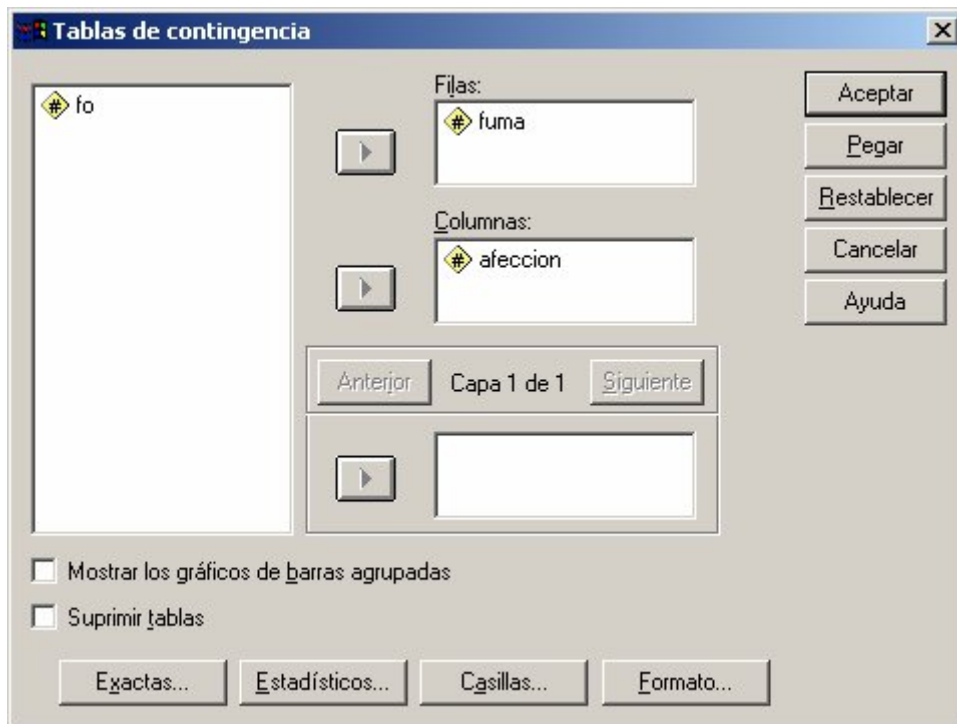 Tablas de contingencia
# fo
Filas:
# fuma
Columnas:
# afeccion
Anterior
Capa 1 de 1
Siguiente
Aceptar
Pegar
Restablecer
Cancelar
Ayuda
Mostrar los gráficos de barras agrupadas
Suprimir tablas
Exactas...
Estadísticos...
Casillas...
Formato...